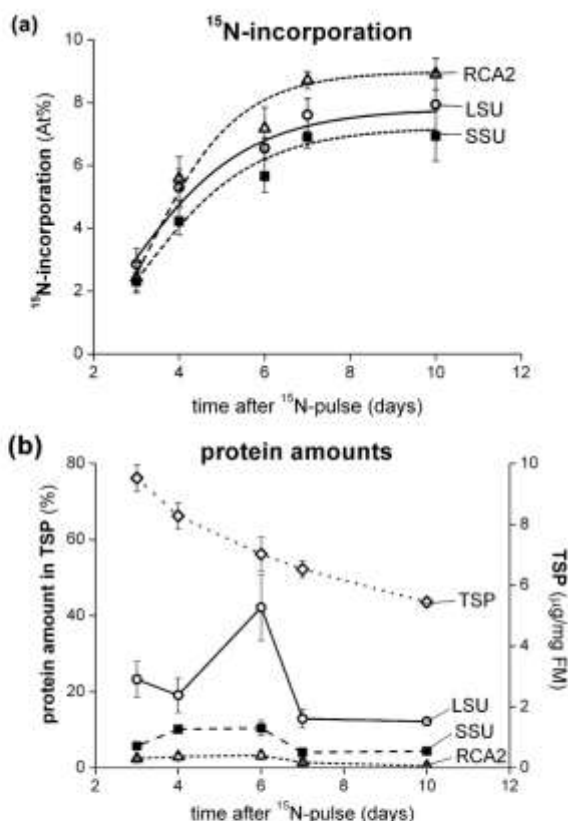 (a)
¹⁵N-incorporation
¹⁵N-incorporation (At%)
10
8
6
4
2
0
RCA2
LSU
SSU
2 4 6 8 10 12
time after ¹⁵N-pulse (days)
(b)
protein amounts
protein amount in TSP (%)
80
60
40
20
0
TSP
LSU
SSU
RCA2
10
8
6
4
2
0
TSP (µg/mg FM)
2 4 6 8 10 12
time after ¹⁵N-pulse (days)